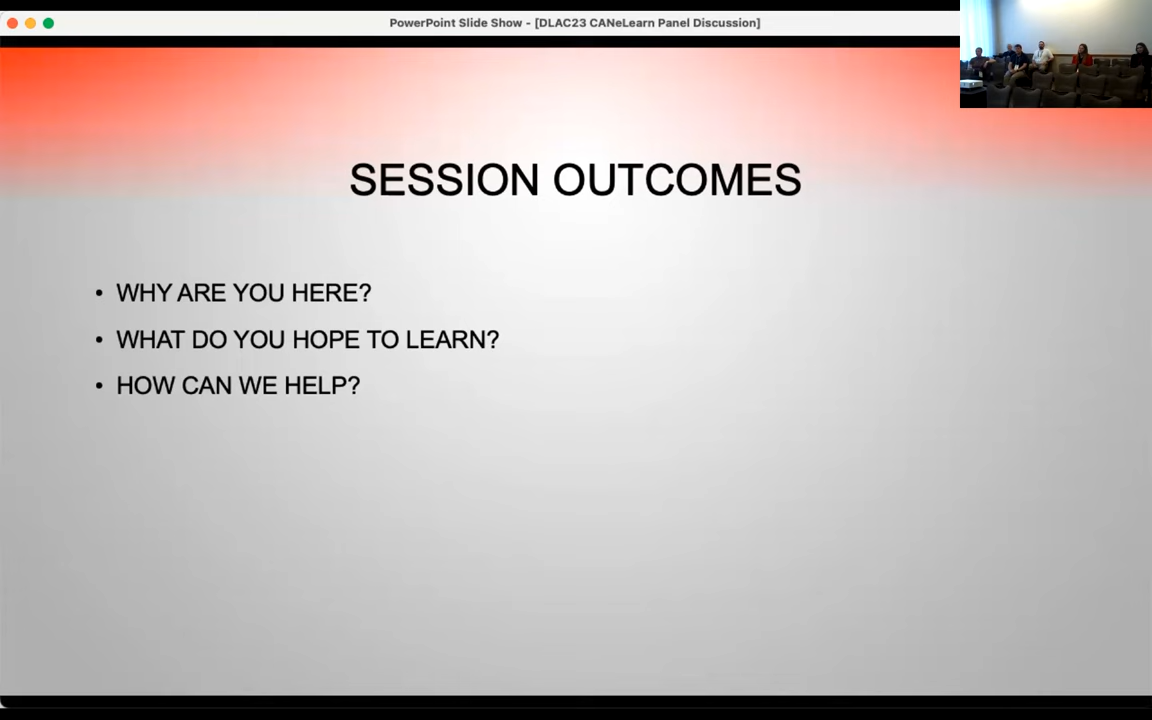 PowerPoint Slide Show - [DLAC23 CANeLearn Panel Discussion]
SESSION OUTCOMES
• WHY ARE YOU HERE?
• WHAT DO YOU HOPE TO LEARN?
• HOW CAN WE HELP?